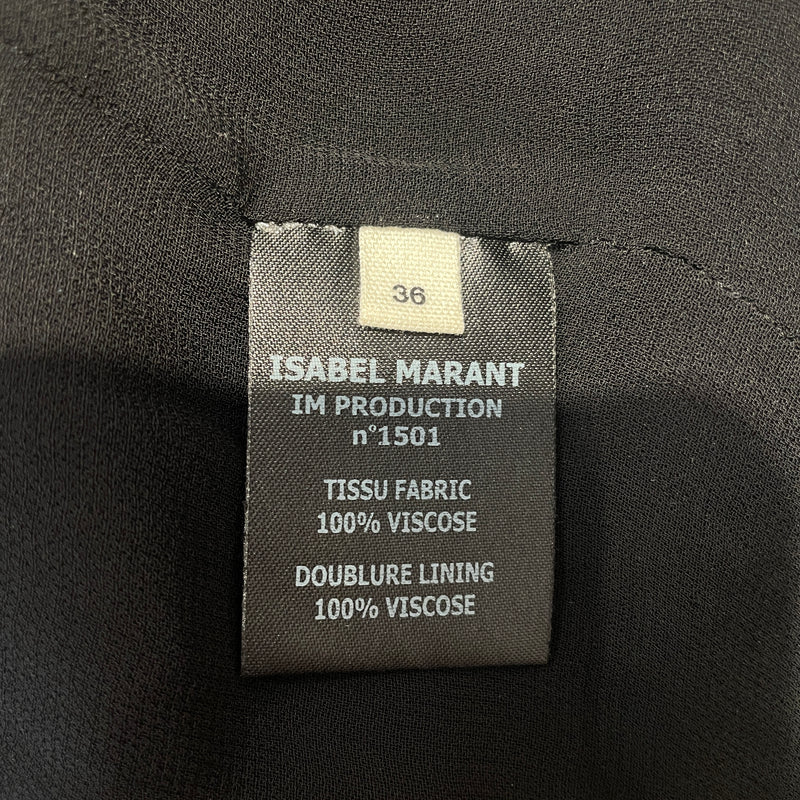 36
ISABEL MARANT
IM PRODUCTION
n°1501
TISSU FABRIC
100% VISCOSE
DOUBLURE LINING
100% VISCOSE